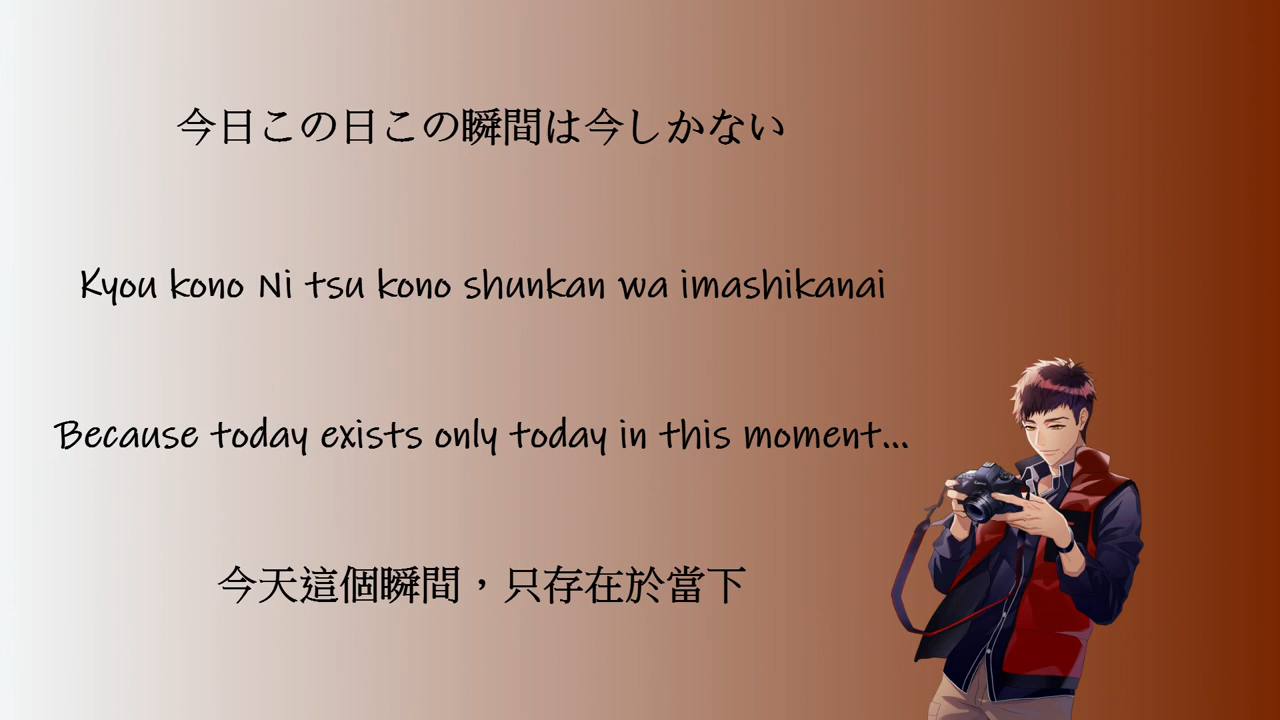 今日この日この瞬間は今しかない
Kyou kono Ni tsu kono shunkan wa imashikanai
Because today exists only today in this moment...
今天這個瞬間，只存在於當下